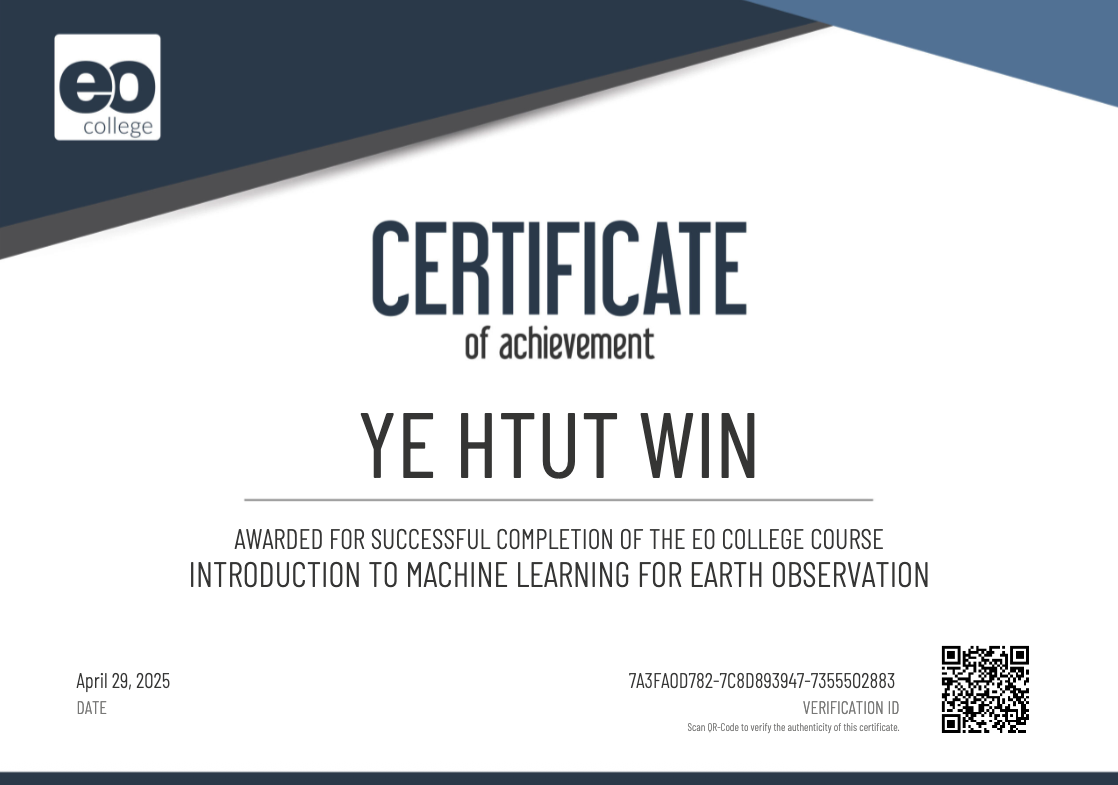 eo
college
CERTIFICATE
of achievement
YE HTUT WIN
AWARDED FOR SUCCESSFUL COMPLETION OF THE EO COLLEGE COURSE
INTRODUCTION TO MACHINE LEARNING FOR EARTH OBSERVATION
April 29, 2025
DATE
7A3FA0D782-7C8D893947-7355502883
VERIFICATION ID
Scan QR-Code to verify the authenticity of this certificate.